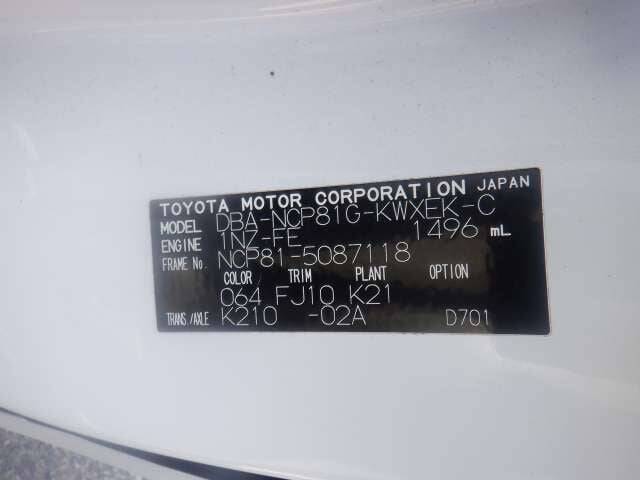 TOYOTA MOTOR CORPORATION JAPAN
MODEL DBA-NCP81G-KWXEK-C
ENGINE 1NZ-FE 1496 mL
FRAME No. NCP81-5087118
COLOR TRIM PLANT OPTION
064 FJ10 K21
TRANS./AXLE K210 -02A D701